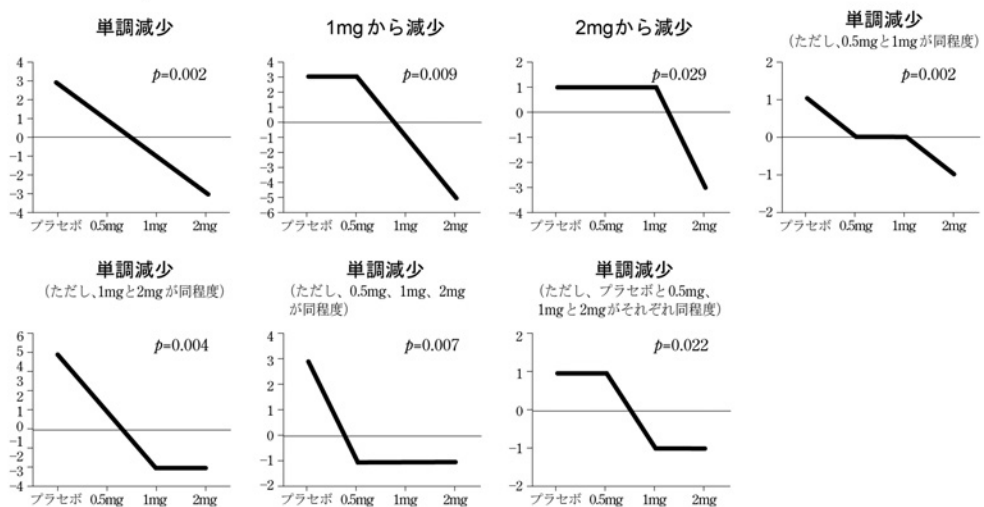 単調減少
4
3
2
1
0
−1
−2
−3
−4
p=0.002
プラセボ 0.5mg 1mg 2mg
1mgから減少
4
3
2
1
0
−1
−2
−3
−4
−5
−6
p=0.009
プラセボ 0.5mg 1mg 2mg
2mgから減少
2
1
0
−1
−2
−3
−4
p=0.029
プラセボ 0.5mg 1mg 2mg
単調減少
(ただし、0.5mgと1mgが同程度)
2
1
0
−1
−2
p=0.002
プラセボ 0.5mg 1mg 2mg
単調減少
(ただし、1mgと2mgが同程度)
6
5
3
3
2
1
0
−1
−2
−3
−4
p=0.004
プラセボ 0.5mg 1mg 2mg
単調減少
(ただし、0.5mg、1mg、2mg
が同程度)
4
3
2
1
0
−1
−2
p=0.007
プラセボ 0.5mg 1mg 2mg
単調減少
(ただし、プラセボと0.5mg、
1mgと2mgがそれぞれ同程度)
2
1
0
−1
−2
p=0.022
プラセボ 0.5mg 1mg 2mg